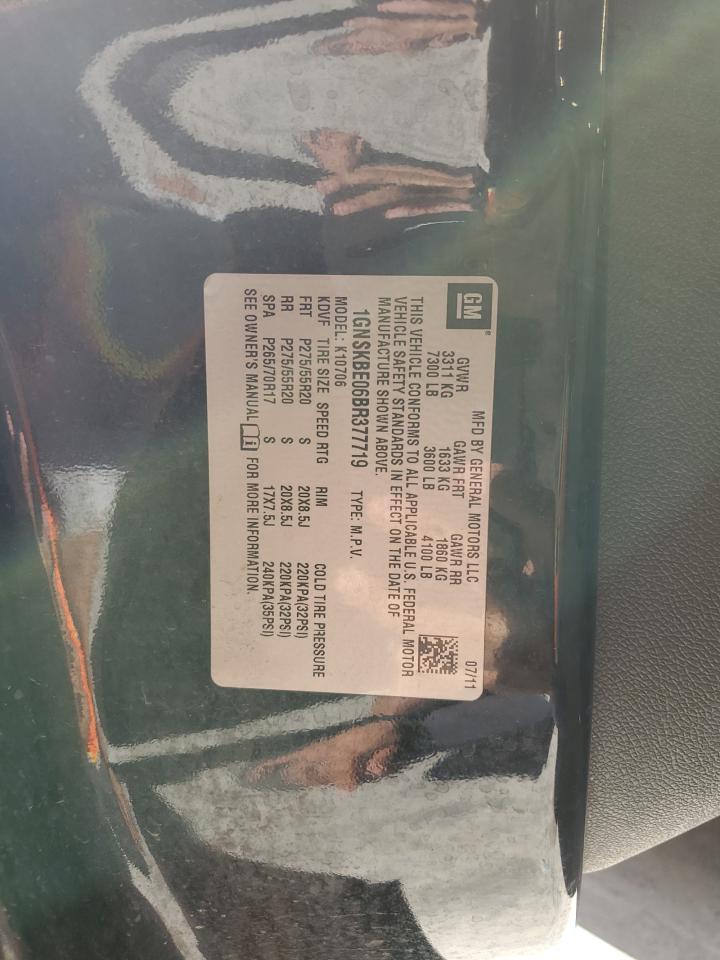 GM ®
MFD BY GENERAL MOTORS LLC 07/11
GVWR GAWR FRT GAWR RR
3311 KG 1633 KG 1860 KG
7300 LB 3600 LB 4100 LB
THIS VEHICLE CONFORMS TO ALL APPLICABLE U.S. FEDERAL MOTOR
VEHICLE SAFETY STANDARDS IN EFFECT ON THE DATE OF
MANUFACTURE SHOWN ABOVE.
1GNSKBE06BR377719 TYPE: M.P.V.
MODEL: K10706
KDVF TIRE SIZE SPEED RTG RIM COLD TIRE PRESSURE
FRT P275/55R20 S 20X8.5J 220KPA(32PSI)
RR P275/55R20 S 20X8.5J 220KPA(32PSI)
SPA P265/70R17 S 17X7.5J 240KPA(35PSI)
SEE OWNER'S MANUAL i FOR MORE INFORMATION.